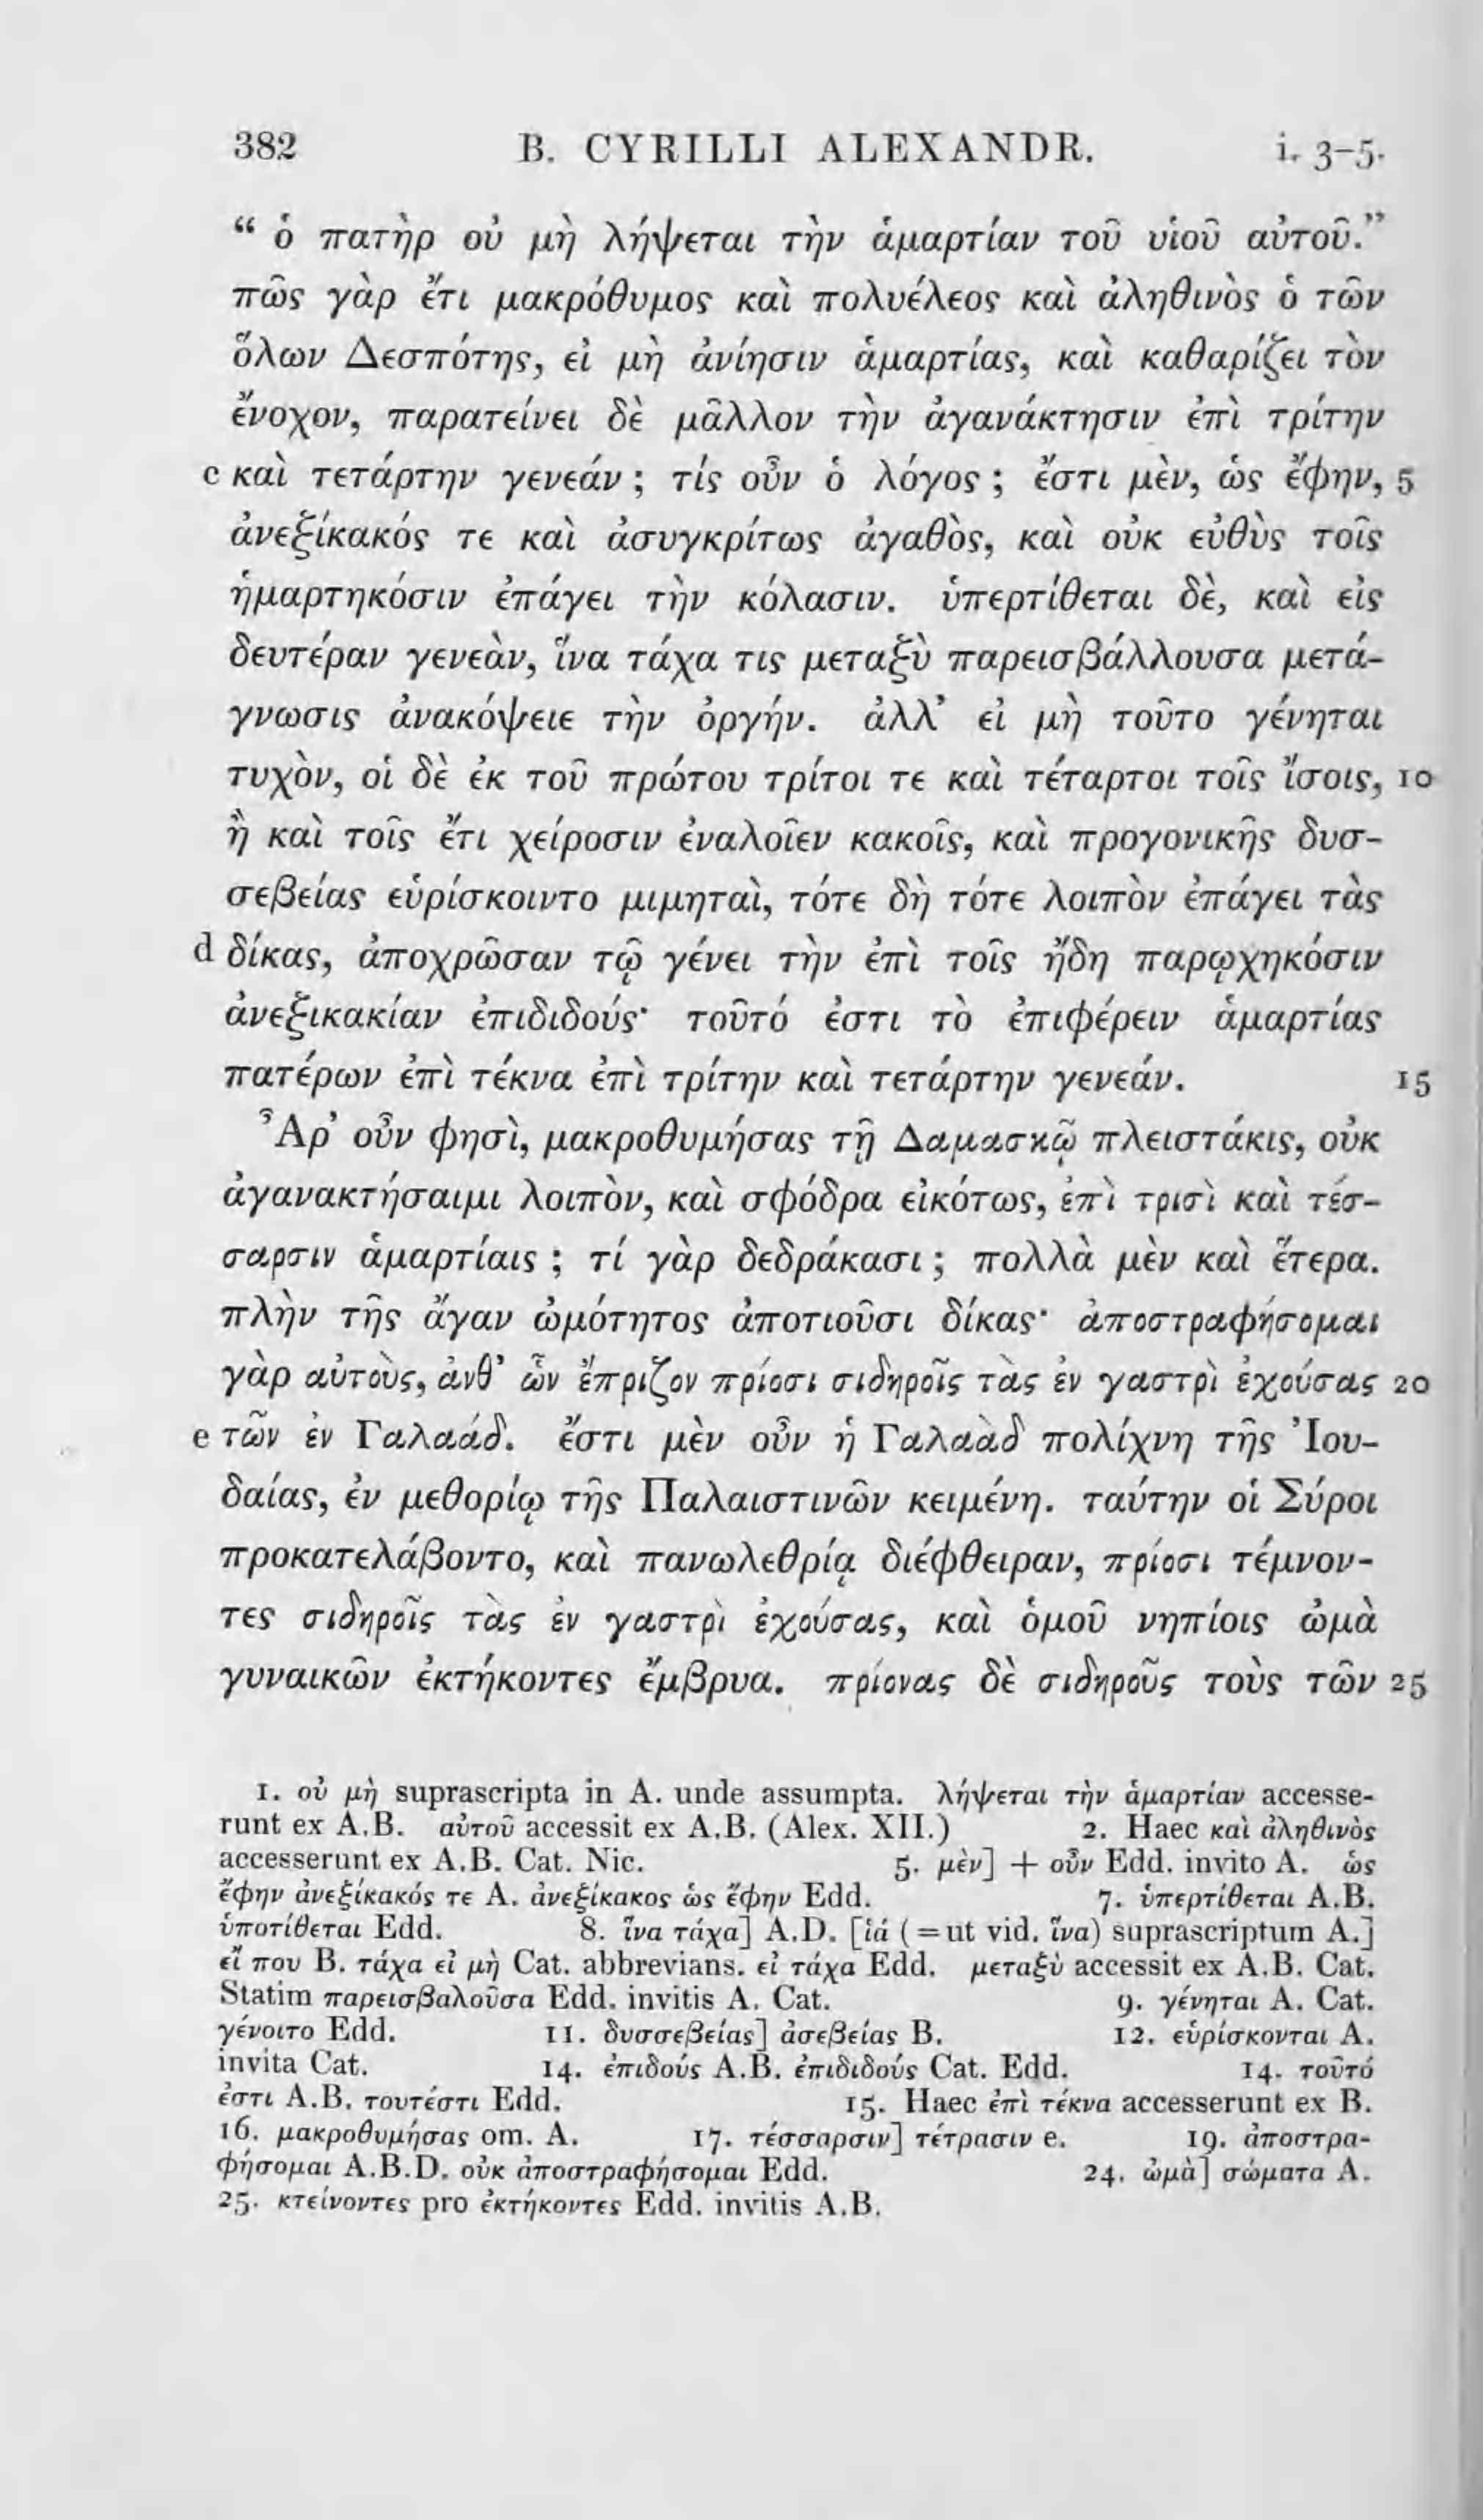 382 B. CYRILLI ALEXANDR. i. 3–5.
“ ὁ πατὴρ οὐ μὴ λήψεται τὴν ἁμαρτίαν τοῦ υἱοῦ αὐτοῦ.”
πῶς γὰρ ἔτι μακρόθυμος καὶ πολυέλεος καὶ ἀληθινὸς ὁ τῶν
ὅλων Δεσπότης, εἰ μὴ ἀνίησιν ἁμαρτίας, καὶ καθαρίζει τὸν
ἔνοχον, παρατείνει δὲ μᾶλλον τὴν ἀγανάκτησιν ἐπὶ τρίτην
c καὶ τετάρτην γενεάν ; τίς οὖν ὁ λόγος ; ἔστι μὲν, ὡς ἔφην, 5
ἀνεξίκακός τε καὶ ἀσυγκρίτως ἀγαθὸς, καὶ οὐκ εὐθὺς τοῖς
ἡμαρτηκόσιν ἐπάγει τὴν κόλασιν. ὑπερτίθεται δὲ, καὶ εἰς
δευτέραν γενεὰν, ἵνα τάχα τις μεταξὺ παρεισβάλλουσα μετά-
γνωσις ἀνακόψειε τὴν ὀργήν. ἀλλ’ εἰ μὴ τοῦτο γένηται
τυχὸν, οἱ δὲ ἐκ τοῦ πρώτου τρίτοι τε καὶ τέταρτοι τοῖς ἴσοις, 10
ἢ καὶ τοῖς ἔτι χείροσιν ἐναλοῖεν κακοῖς, καὶ προγονικῆς δυσ-
σεβείας εὑρίσκοιντο μιμηταὶ, τότε δὴ τότε λοιπὸν ἐπάγει τὰς
d δίκας, ἀποχρῶσαν τῷ γένει τὴν ἐπὶ τοῖς ἤδη παρῳχηκόσιν
ἀνεξικακίαν ἐπιδιδούς· τοῦτό ἐστι τὸ ἐπιφέρειν ἁμαρτίας
πατέρων ἐπὶ τέκνα ἐπὶ τρίτην καὶ τετάρτην γενεάν. 15
Ἆρ’ οὖν φησὶ, μακροθυμήσας τῇ Δαμασκῷ πλειστάκις, οὐκ
ἀγανακτήσαιμι λοιπὸν, καὶ σφόδρα εἰκότως, ἐπὶ τρισὶ καὶ τέσ-
σαρσιν ἁμαρτίαις ; τί γὰρ δεδράκασι ; πολλὰ μὲν καὶ ἕτερα.
πλὴν τῆς ἄγαν ὠμότητος ἀποτιοῦσι δίκας· ἀποστραφήσομαι
γὰρ αὐτοὺς, ἀνθ’ ὧν ἔπριζον πρίοσι σιδηροῖς τὰς ἐν γαστρὶ ἐχούσας 20
e τῶν ἐν Γαλαάδ. ἔστι μὲν οὖν ἡ Γαλαὰδ πολίχνη τῆς Ἰου-
δαίας, ἐν μεθορίῳ τῆς Παλαιστινῶν κειμένη. ταύτην οἱ Σύροι
προκατελάβοντο, καὶ πανωλεθρίᾳ διέφθειραν, πρίοσι τέμνον-
τες σιδηροῖς τὰς ἐν γαστρὶ ἐχούσας, καὶ ὁμοῦ νηπίοις ὠμὰ
γυναικῶν ἐκτήκοντες ἔμβρυα. πρίονας δὲ σιδηροῦς τοὺς τῶν 25
1. οὐ μὴ suprascripta in A. unde assumpta. λήψεται τὴν ἁμαρτίαν accesse-
runt ex A.B. αὐτοῦ accessit ex A.B. (Alex. XII.) 2. Haec καὶ ἀληθινὸς
accesserunt ex A.B. Cat. Nic. 5. μὲν] + οὖν Edd. invito A. ὡς
ἔφην ἀνεξίκακός τε A. ἀνεξίκακος ὡς ἔφην Edd. 7. ὑπερτίθεται A.B.
ὑποτίθεται Edd. 8. ἵνα τάχα] A.D. [ἱά (=ut vid. ἵνα) suprascriptum A.]
εἴ που B. τάχα εἰ μὴ Cat. abbrevians. εἰ τάχα Edd. μεταξὺ accessit ex A.B. Cat.
Statim παρεισβαλοῦσα Edd. invitis A. Cat. 9. γένηται A. Cat.
γένοιτο Edd. 11. δυσσεβείας] ἀσεβείας B. 12. εὑρίσκονται A.
invita Cat. 14. ἐπιδούς A.B. ἐπιδιδούς Cat. Edd. 14. τοῦτό
ἐστι A.B. τουτέστι Edd. 15. Haec ἐπὶ τέκνα accesserunt ex B.
16. μακροθυμήσας om. A. 17. τέσσαρσιν] τέτρασιν e. 19. ἀποστρα-
φήσομαι A.B.D. οὐκ ἀποστραφήσομαι Edd. 24. ὠμὰ] σώματα A.
25. κτείνοντες pro ἐκτήκοντες Edd. invitis A.B.